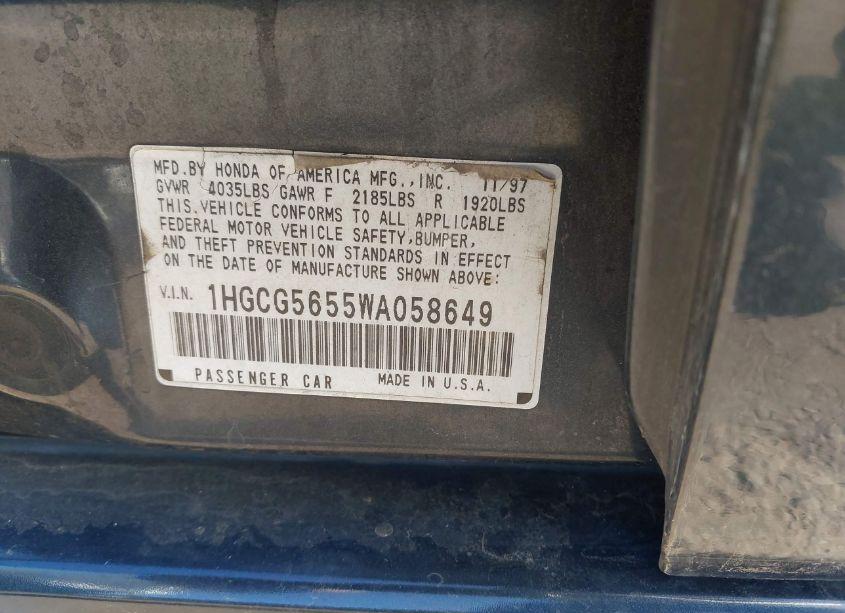 MFD.BY HONDA OF AMERICA MFG.,INC. 11/97
GVWR 4035LBS GAWR F 2185LBS R 1920LBS
THIS VEHICLE CONFORMS TO ALL APPLICABLE
FEDERAL MOTOR VEHICLE SAFETY,BUMPER,
AND THEFT PREVENTION STANDARDS IN EFFECT
ON THE DATE OF MANUFACTURE SHOWN ABOVE:
V.I.N. 1HGCG5655WA058649
PASSENGER CAR MADE IN U.S.A.